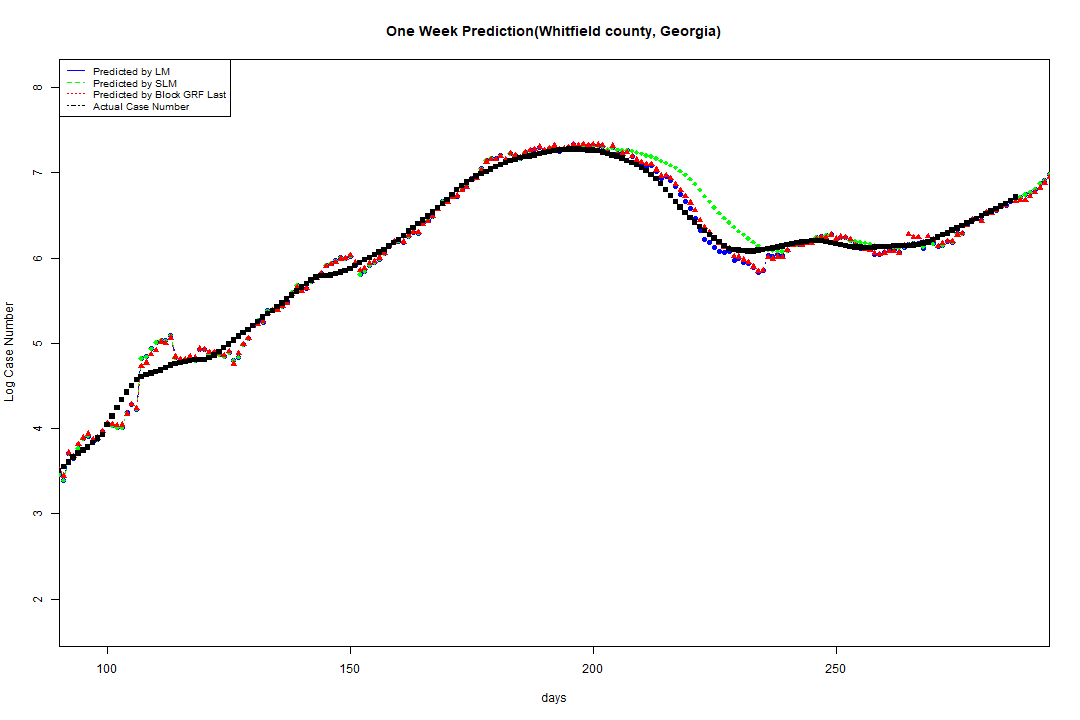 One Week Prediction(Whitfield county, Georgia)
Predicted by LM
Predicted by SLM
Predicted by Block GRF Last
Actual Case Number
8
7
6
5
4
3
2
Log Case Number
100 150 200 250
days